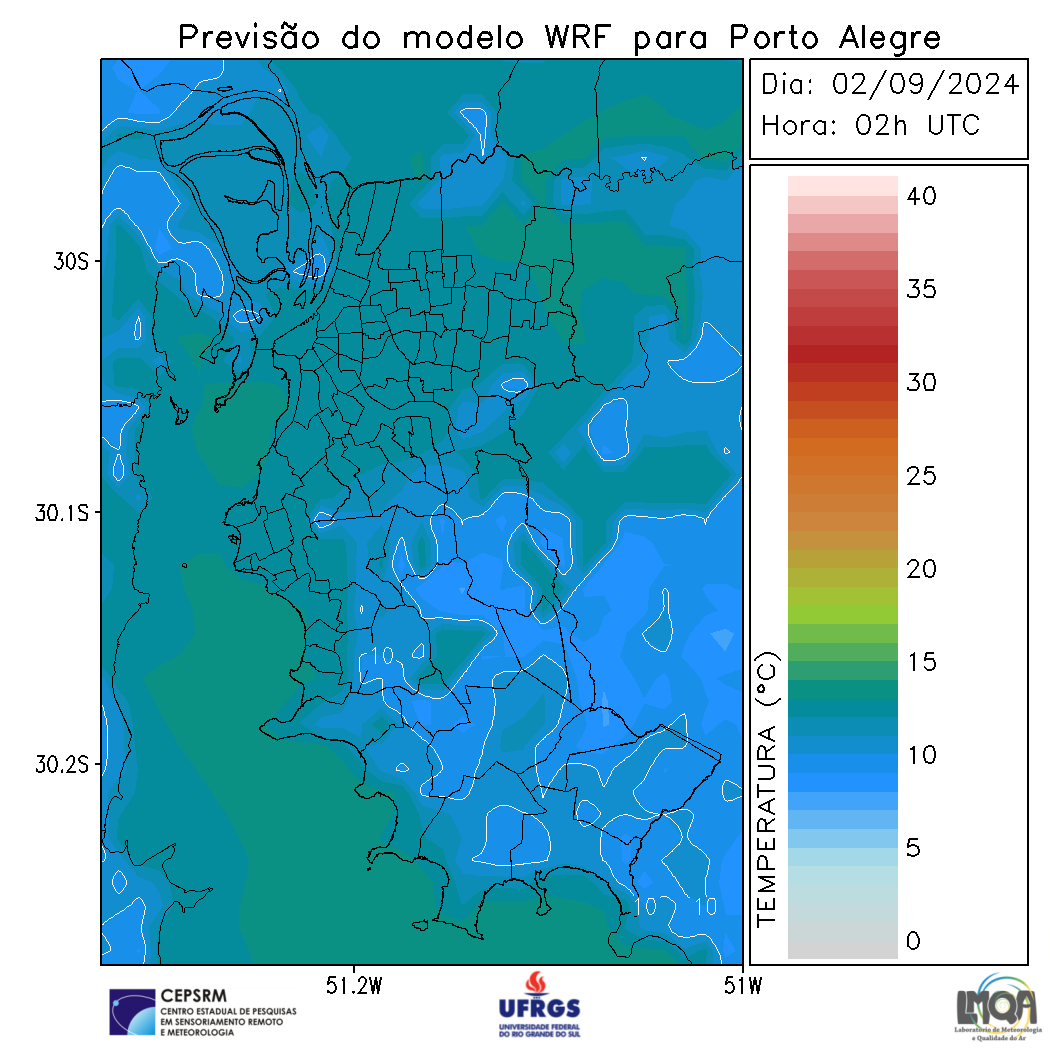 Previsão do modelo WRF para Porto Alegre
Dia: 02/09/2024
Hora: 02h UTC
30S
30.1S
30.2S
51.2W
51W
10
10
10
TEMPERATURA (°C)
40
35
30
25
20
15
10
5
0
CEPSRM
CENTRO ESTADUAL DE PESQUISAS
EM SENSORIAMENTO REMOTO
E METEOROLOGIA
UFRGS
UNIVERSIDADE FEDERAL
DO RIO GRANDE DO SUL
LMQA
Laboratório de Meteorologia
e Qualidade do Ar